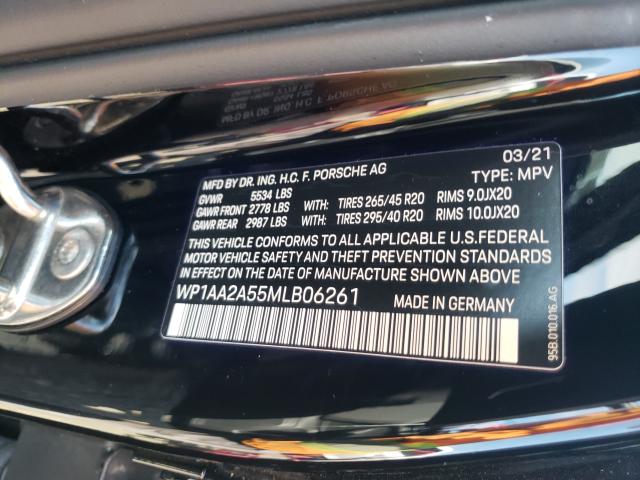 MFD BY DR. ING. H.C. F. PORSCHE AG 03/21
GVWR 5534 LBS TYPE: MPV
GAWR FRONT 2778 LBS WITH: TIRES 265/45 R20 RIMS 9.0JX20
GAWR REAR 2987 LBS WITH: TIRES 295/40 R20 RIMS 10.0JX20
THIS VEHICLE CONFORMS TO ALL APPLICABLE U.S.FEDERAL
MOTOR VEHICLE SAFETY AND THEFT PREVENTION STANDARDS
IN EFFECT ON THE DATE OF MANUFACTURE SHOWN ABOVE.
WP1AA2A55MLB06261 MADE IN GERMANY
95B.010.016.AG